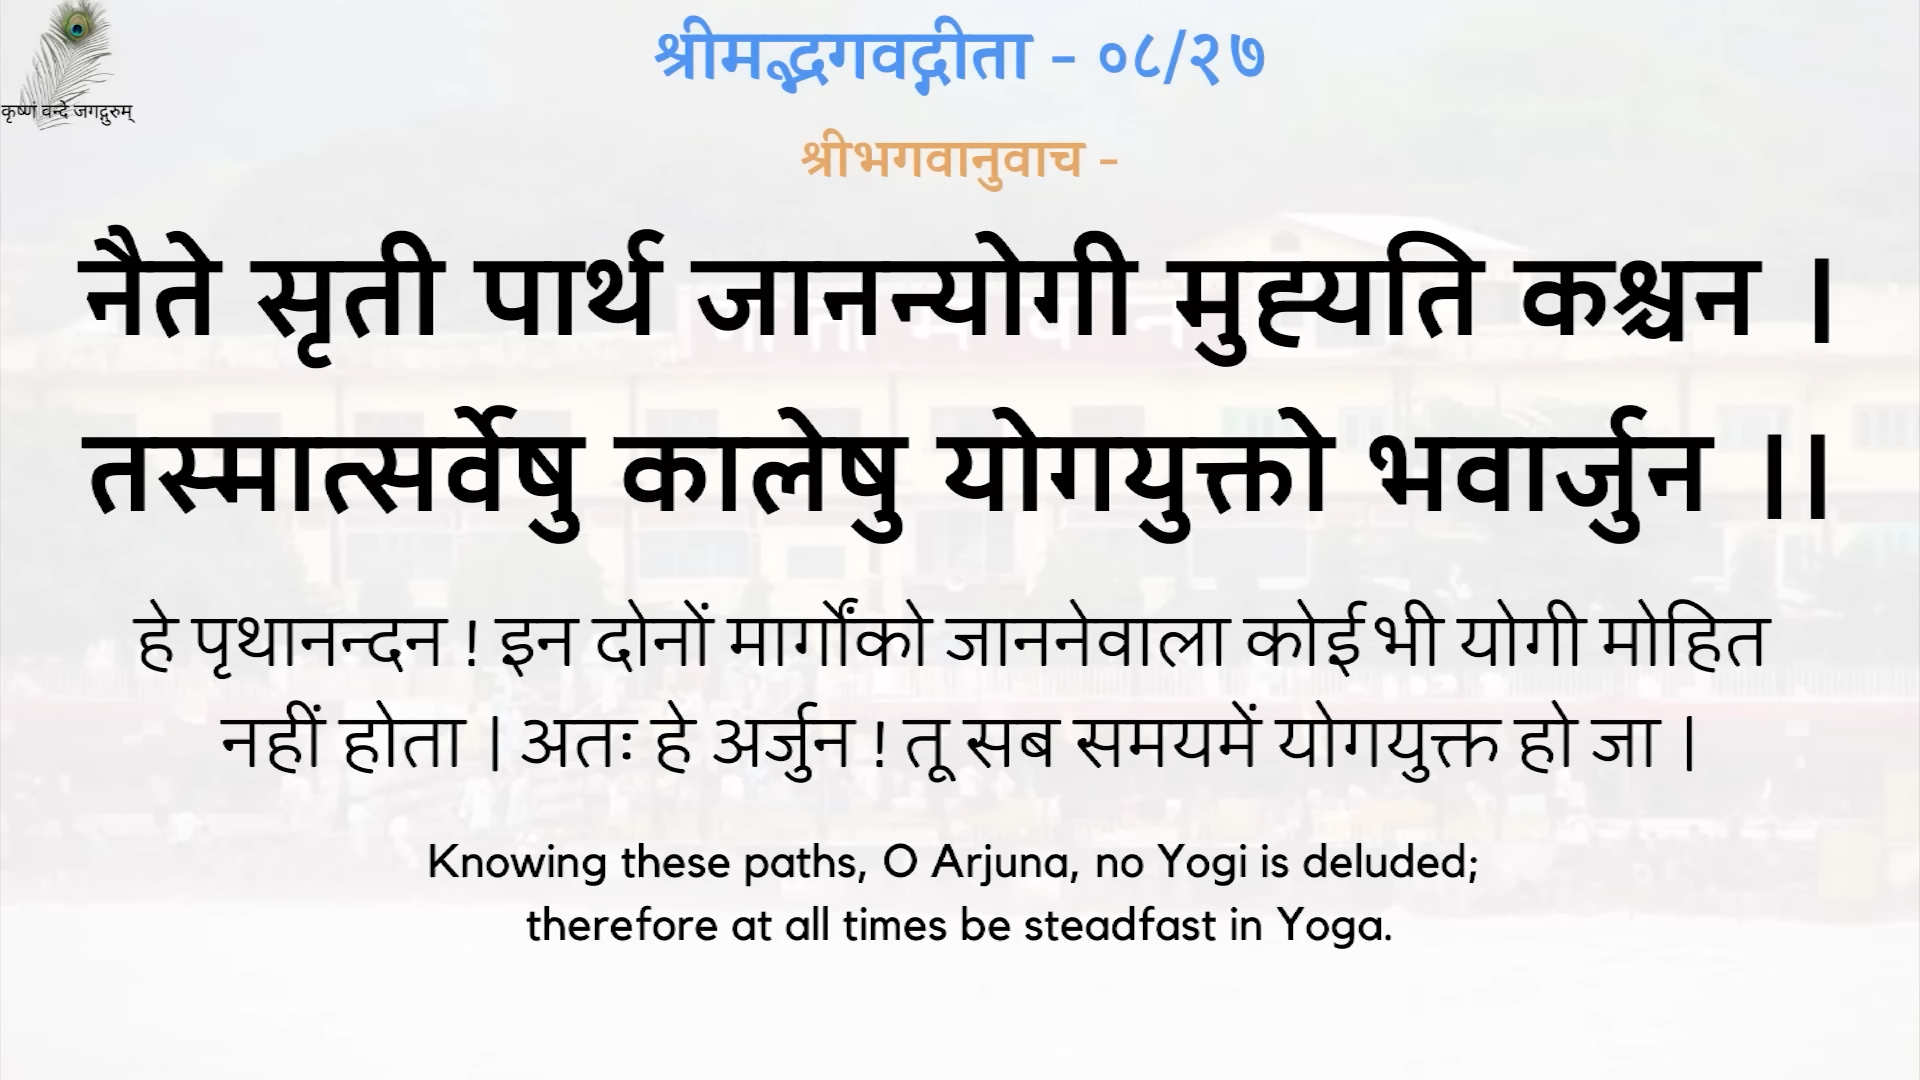 श्रीमद्भगवद्गीता - ०८/२७
कृष्णं वन्दे जगद्गुरुम्
श्रीभगवानुवाच -
नैते सृती पार्थ जानन्योगी मुह्यति कश्चन ।
तस्मात्सर्वेषु कालेषु योगयुक्तो भवार्जुन ।।
हे पृथानन्दन ! इन दोनों मार्गोंको जाननेवाला कोई भी योगी मोहित
नहीं होता | अतः हे अर्जुन ! तू सब समयमें योगयुक्त हो जा |
Knowing these paths, O Arjuna, no Yogi is deluded;
therefore at all times be steadfast in Yoga.